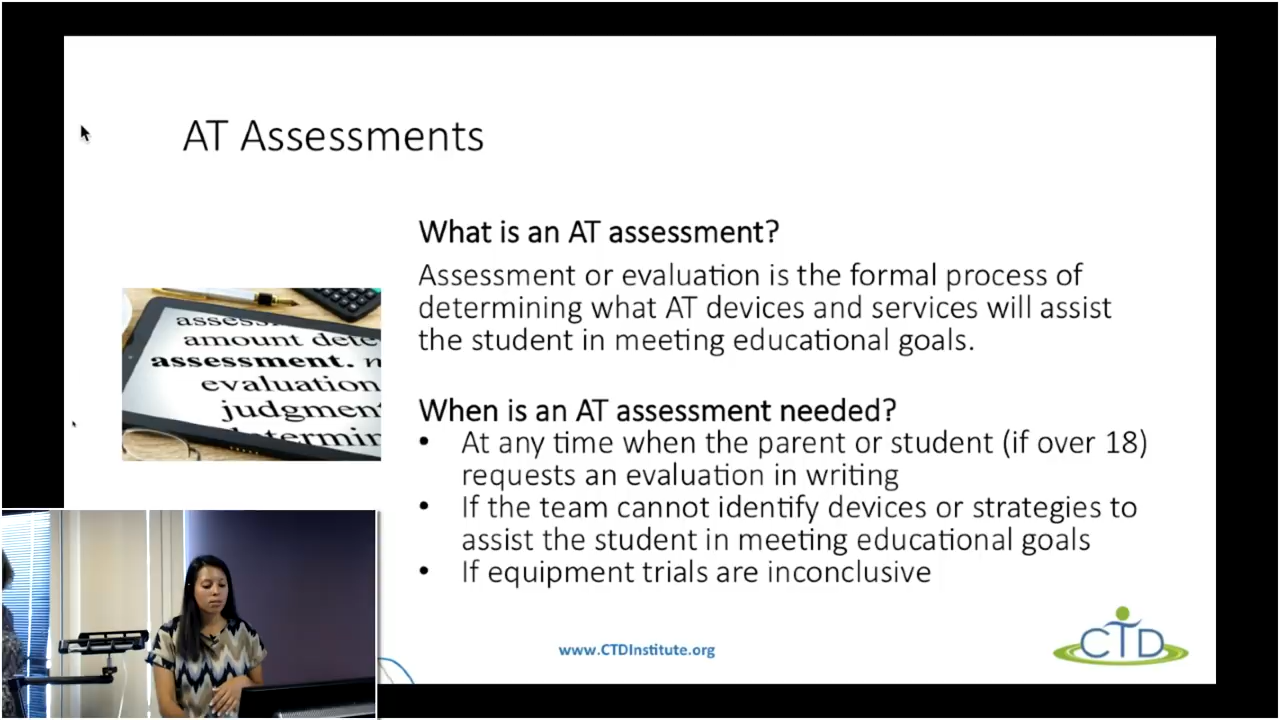 AT Assessments
What is an AT assessment?
Assessment or evaluation is the formal process of
determining what AT devices and services will assist
the student in meeting educational goals.
assess
amount dete
assessment. n
evaluation
judgment
determin
When is an AT assessment needed?
• At any time when the parent or student (if over 18)
requests an evaluation in writing
• If the team cannot identify devices or strategies to
assist the student in meeting educational goals
• If equipment trials are inconclusive
www.CTDInstitute.org
CTD